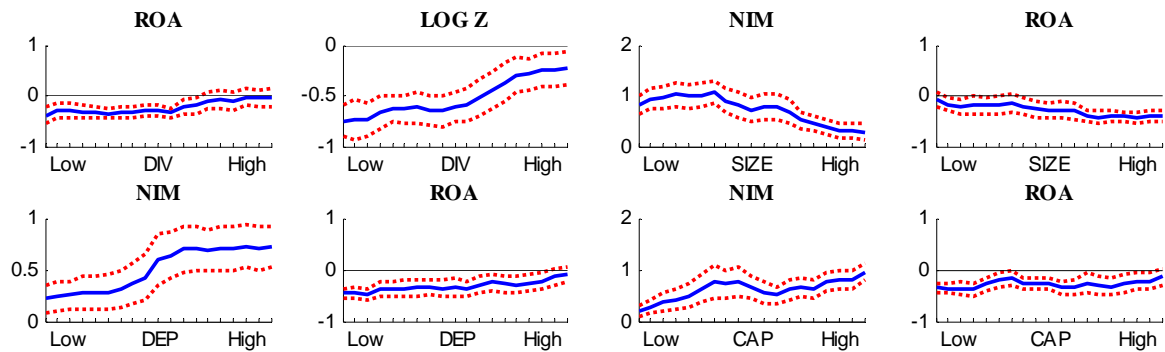 ROA LOG Z NIM ROA
1 -0 2 1
0 -0.5 1 0
-1 -1 0 -1
Low DIV High Low DIV High Low SIZE High Low SIZE High
NIM ROA NIM ROA
1 1 2 1
0.5 0 1 0
0 -1 0 -1
Low DEP High Low DEP High Low CAP High Low CAP High